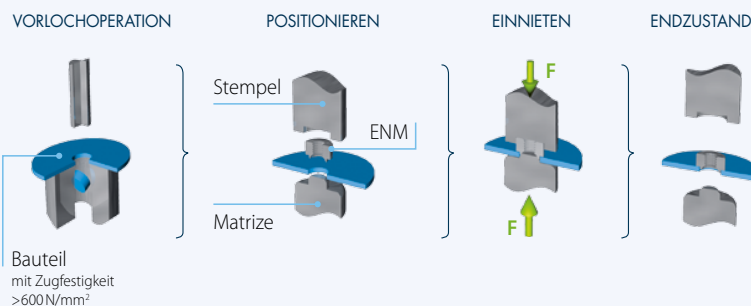 VORLOCHOPERATION
POSITIONIEREN
EINNIETEN
ENDZUSTAND
Stempel
ENM
Matrize
F
F
Bauteil
mit Zugfestigkeit
>600 N/mm²